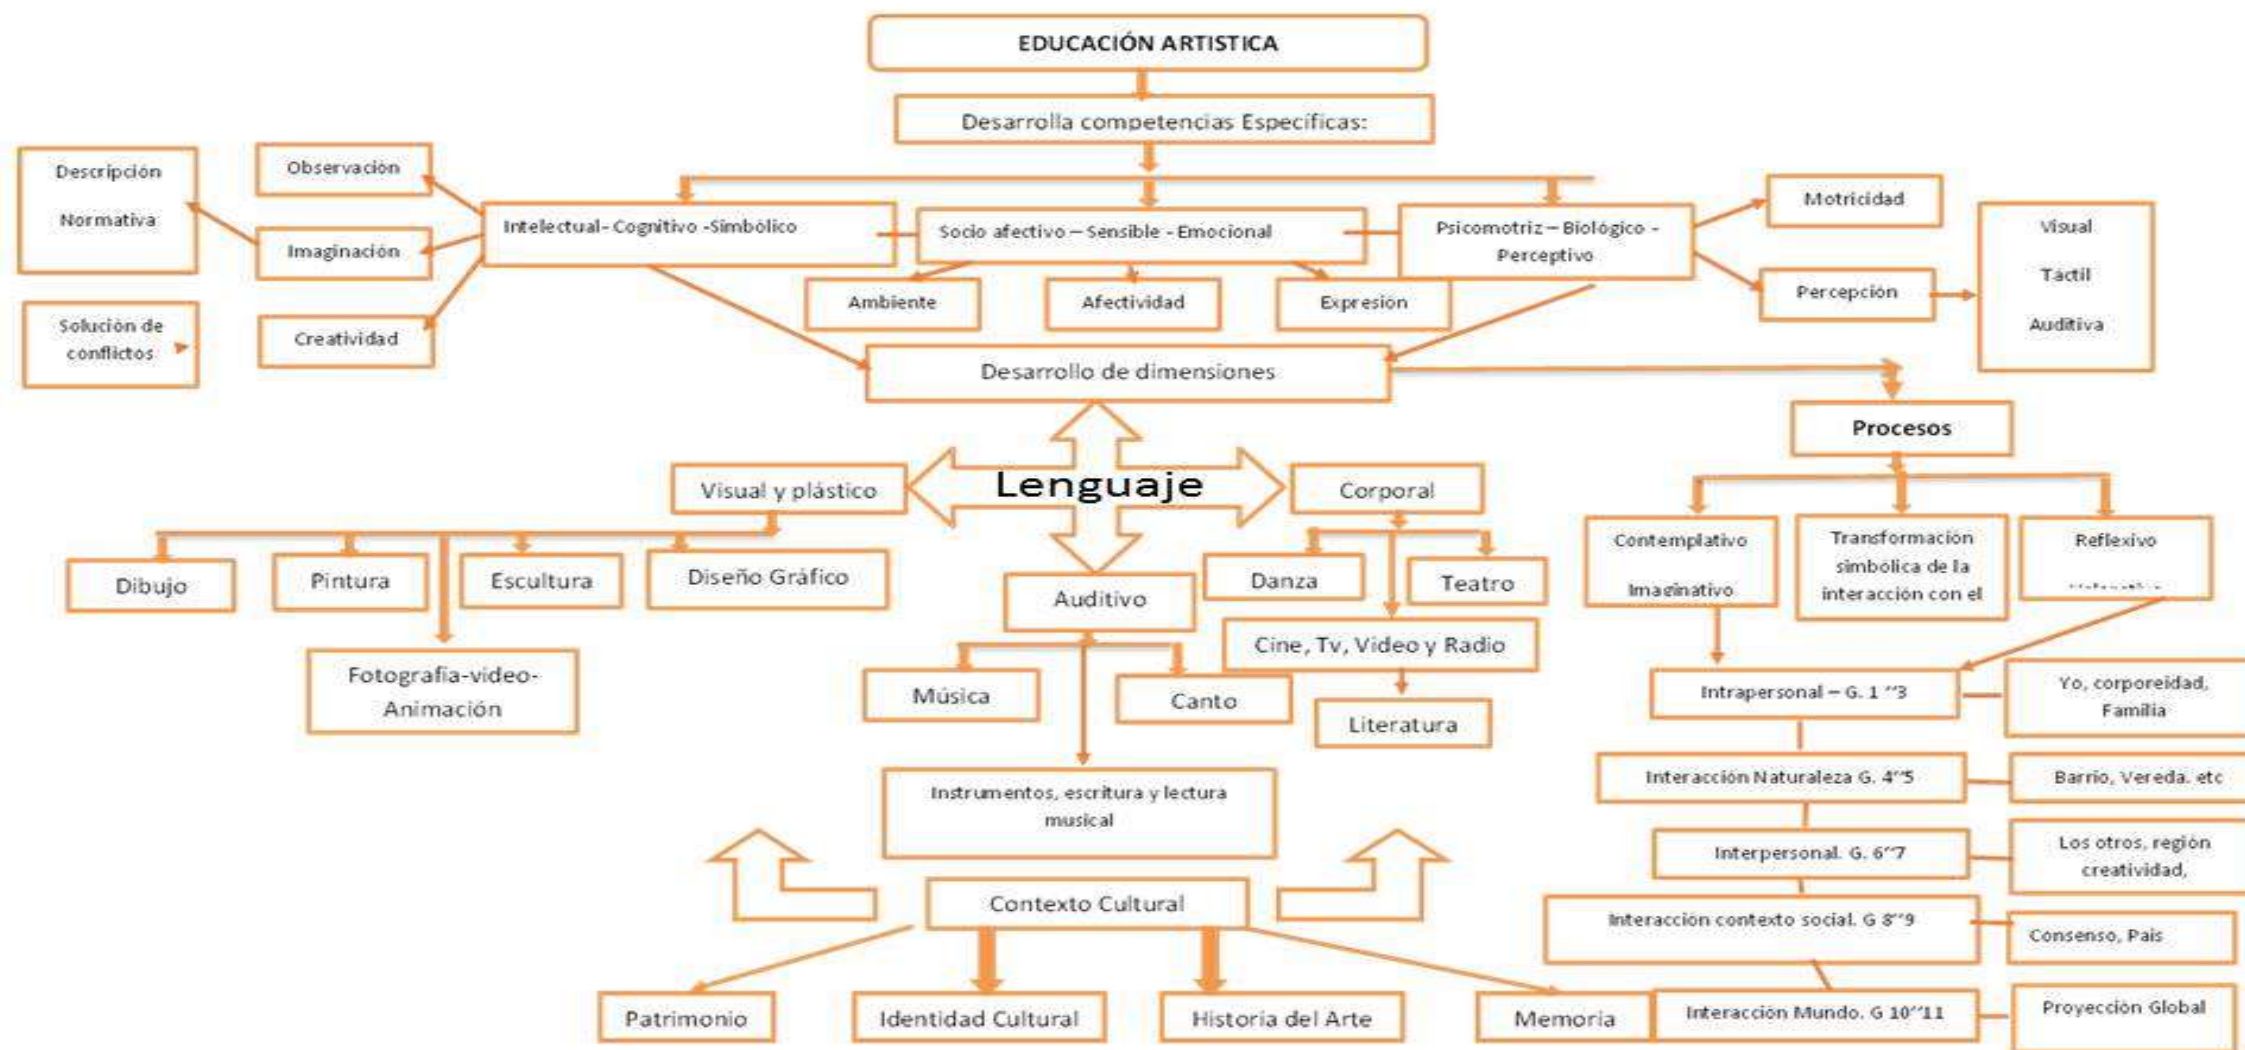 EDUCACIÓN ARTISTICA
Desarrolla competencias Específicas:
Descripción
Normativa
Observación
Imaginación
Creatividad
Solución de
conflictos
Intelectual- Cognitivo -Simbólico
Socio afectivo – Sensible - Emocional
Psicomotriz – Biológico -
Perceptivo
Motricidad
Percepción
Visual
Táctil
Auditiva
Ambiente
Afectividad
Expresión
Desarrollo de dimensiones
Procesos
Lenguaje
Visual y plástico
Corporal
Dibujo
Pintura
Escultura
Diseño Gráfico
Fotografía-video-
Animación
Auditivo
Música
Canto
Instrumentos, escritura y lectura
musical
Danza
Teatro
Cine, Tv, Video y Radio
Literatura
Contemplativo
Imaginativo
Transformación
simbólica de la
interacción con el
Reflexivo
Intrapersonal – G. 1 ¨3
Yo, corporeidad,
Familia
Interacción Naturaleza G. 4¨5
Barrio, Vereda. etc
Interpersonal. G. 6¨7
Los otros, región
creatividad,
Interacción contexto social. G 8¨9
Consenso, País
Interacción Mundo. G 10¨11
Proyección Global
Contexto Cultural
Patrimonio
Identidad Cultural
Historia del Arte
Memoria